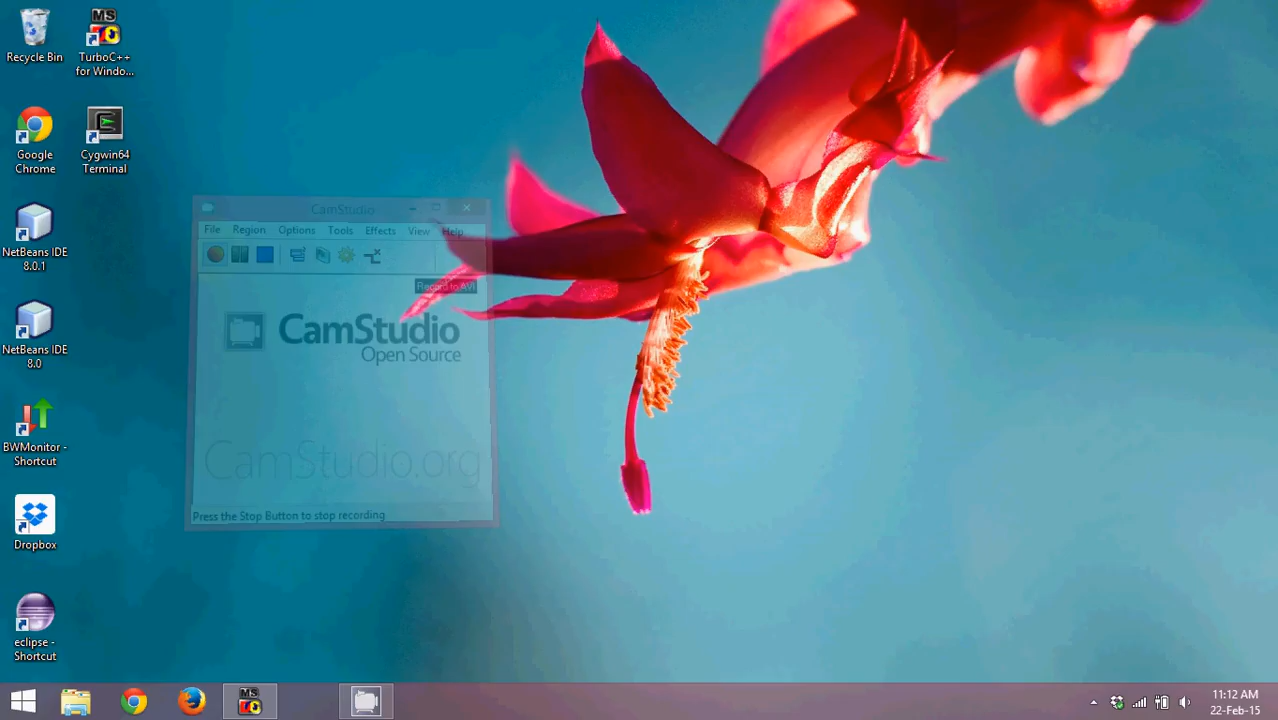 Recycle Bin
TurboC++
for Windo...
Google
Chrome
Cygwin64
Terminal
NetBeans IDE
8.0.1
NetBeans IDE
8.0
BWMonitor -
Shortcut
Dropbox
eclipse -
Shortcut
CamStudio
File Region Options Tools Effects View Help
Record to AVI
CamStudio
Open Source
CamStudio.org
Press the Stop Button to stop recording
MS
MS
11:12 AM
22-Feb-15